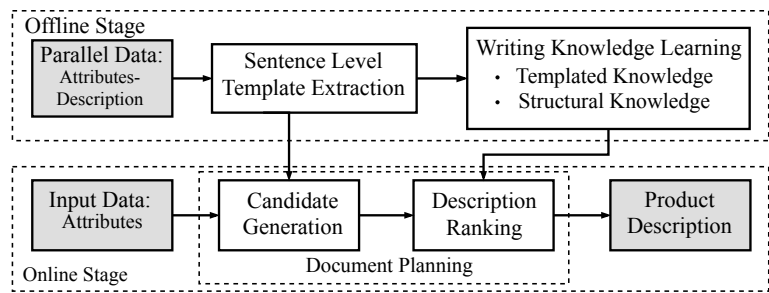 Offline Stage
Parallel Data:
Attributes-
Description
Sentence Level
Template Extraction
Writing Knowledge Learning
• Templated Knowledge
• Structural Knowledge
Input Data:
Attributes
Candidate
Generation
Description
Ranking
Product
Description
Document Planning
Online Stage